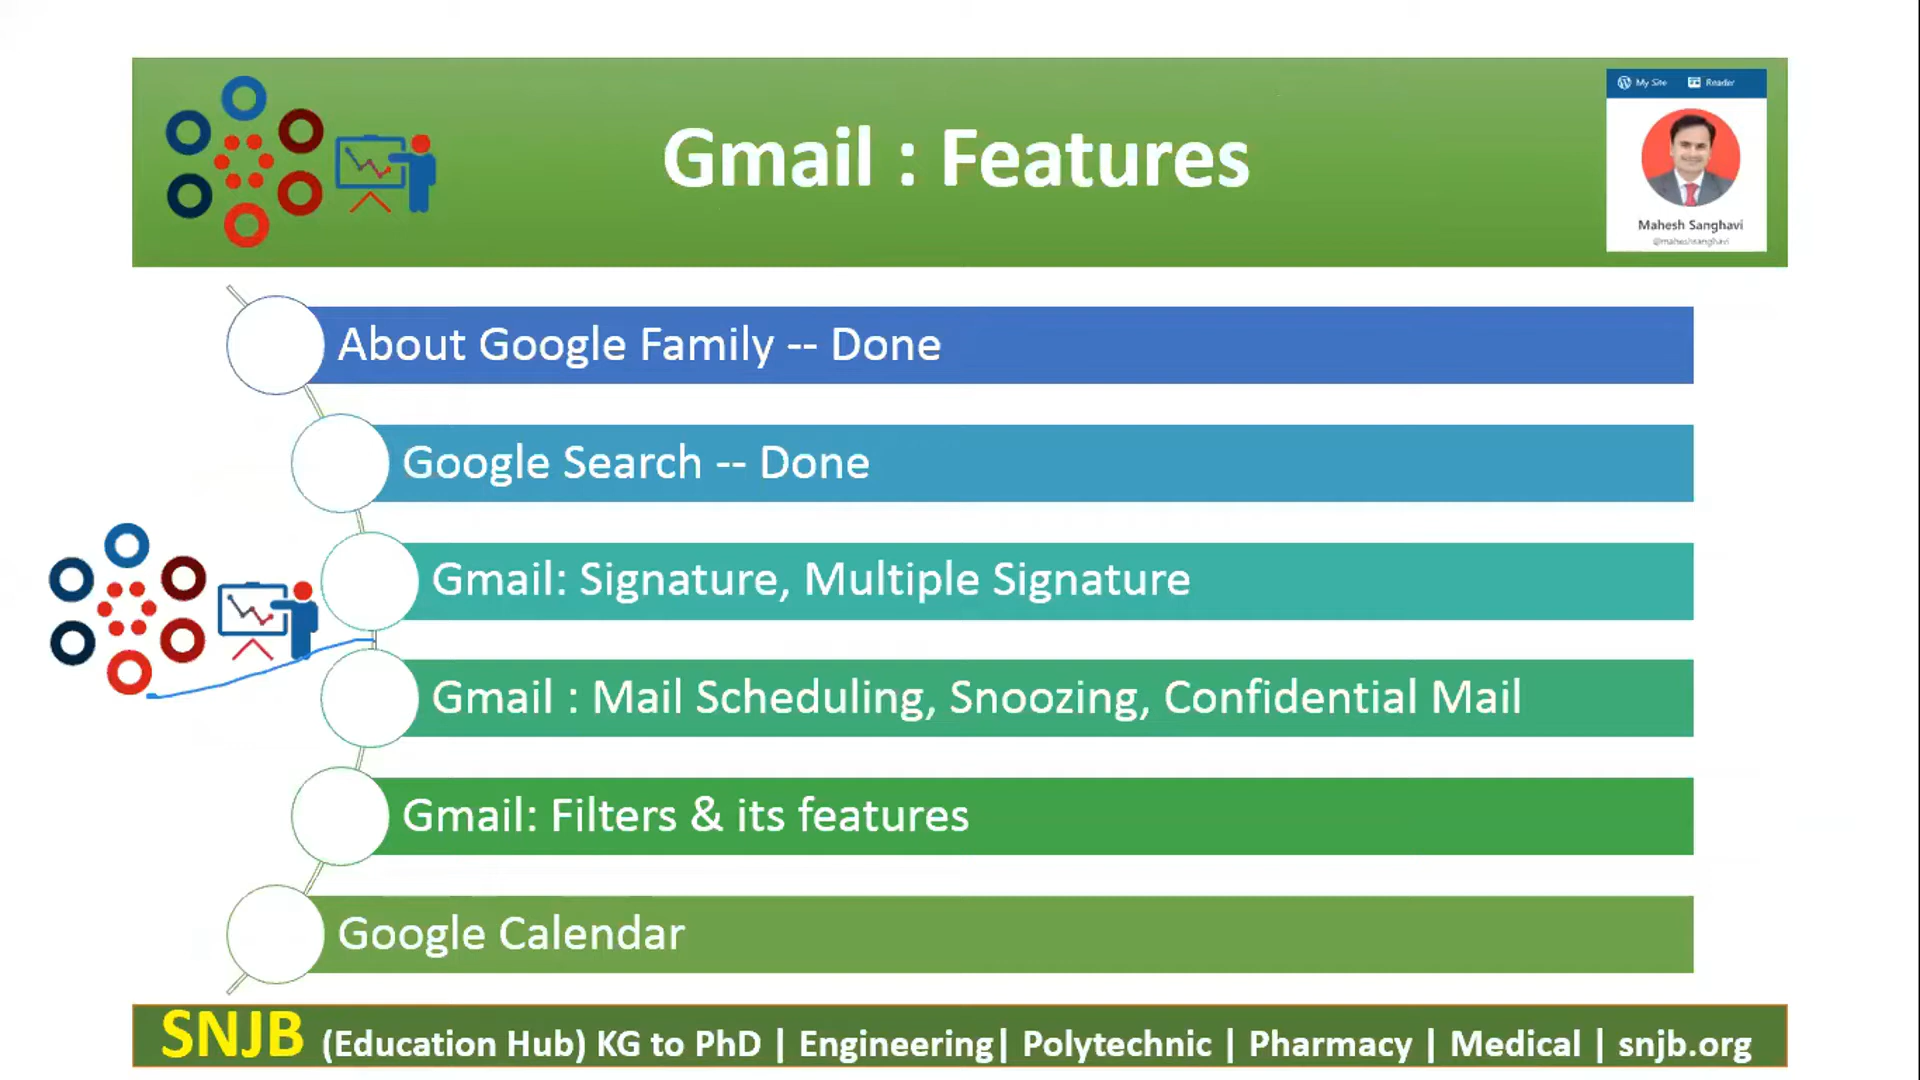 Gmail : Features
My Site Reader
Mahesh Sanghavi
@maheshsanghavi
About Google Family -- Done
Google Search -- Done
Gmail: Signature, Multiple Signature
Gmail : Mail Scheduling, Snoozing, Confidential Mail
Gmail: Filters & its features
Google Calendar
SNJB (Education Hub) KG to PhD | Engineering| Polytechnic | Pharmacy | Medical | snjb.org